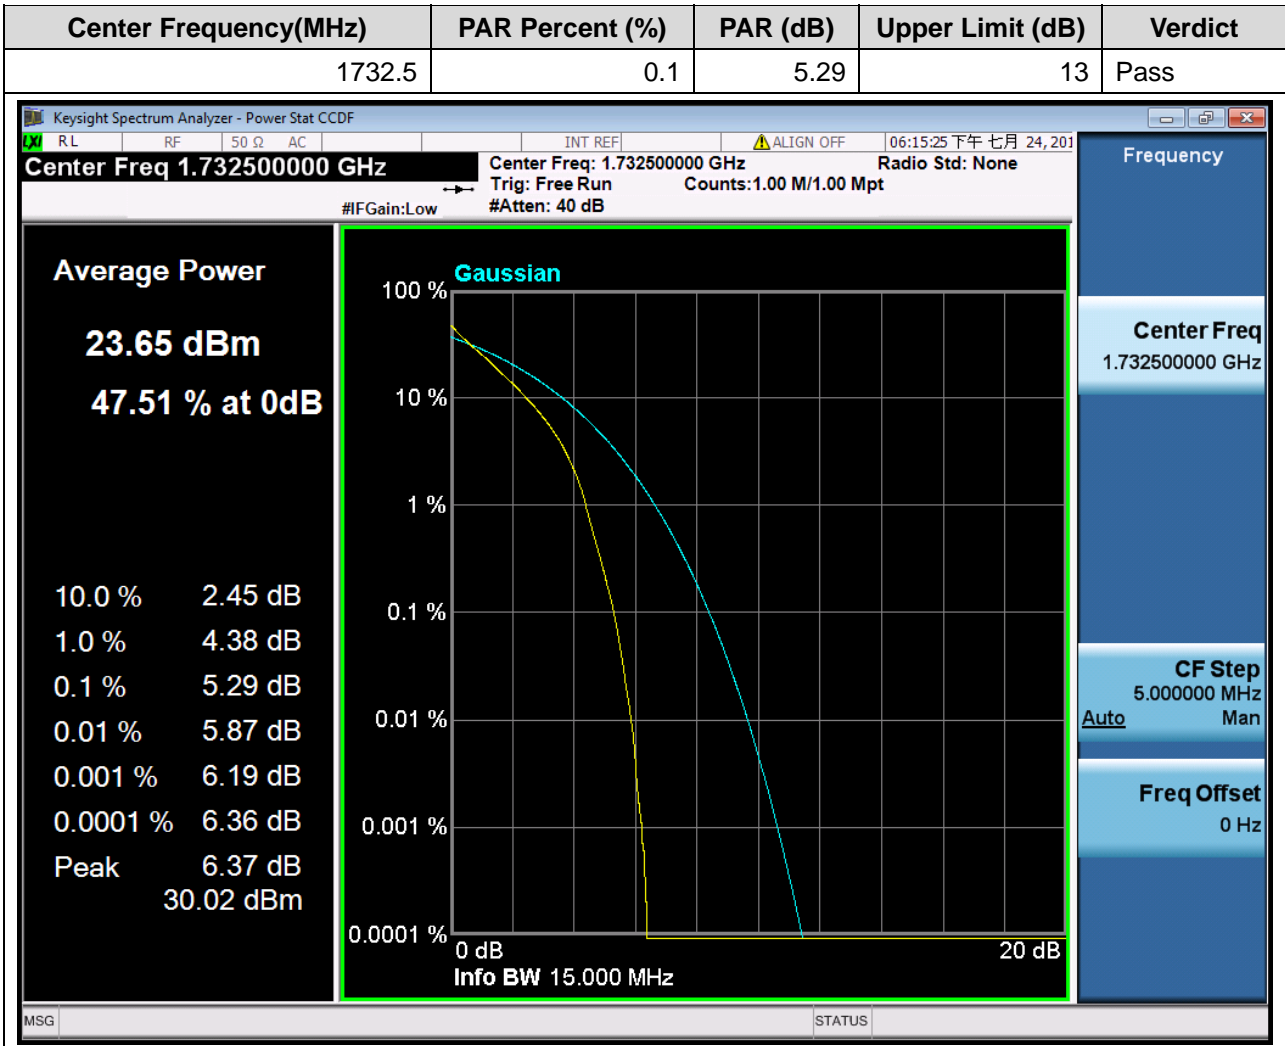 Center Frequency(MHz) PAR Percent (%) PAR (dB) Upper Limit (dB) Verdict
1732.5 0.1 5.29 13 Pass
Keysight Spectrum Analyzer - Power Stat CCDF
LXI RL RF 50 Ω AC INT REF ALIGN OFF 06:15:25 下午 七月 24, 201
Center Freq 1.732500000 GHz
Center Freq: 1.732500000 GHz Radio Std: None
Trig: Free Run Counts:1.00 M/1.00 Mpt
#IFGain:Low #Atten: 40 dB
Average Power
23.65 dBm
47.51 % at 0dB
10.0 % 2.45 dB
1.0 % 4.38 dB
0.1 % 5.29 dB
0.01 % 5.87 dB
0.001 % 6.19 dB
0.0001 % 6.36 dB
Peak 6.37 dB
30.02 dBm
Gaussian
100 %
10 %
1 %
0.1 %
0.01 %
0.001 %
0.0001 %
0 dB 20 dB
Info BW 15.000 MHz
Frequency
Center Freq
1.732500000 GHz
CF Step
5.000000 MHz
Auto Man
Freq Offset
0 Hz
MSG STATUS